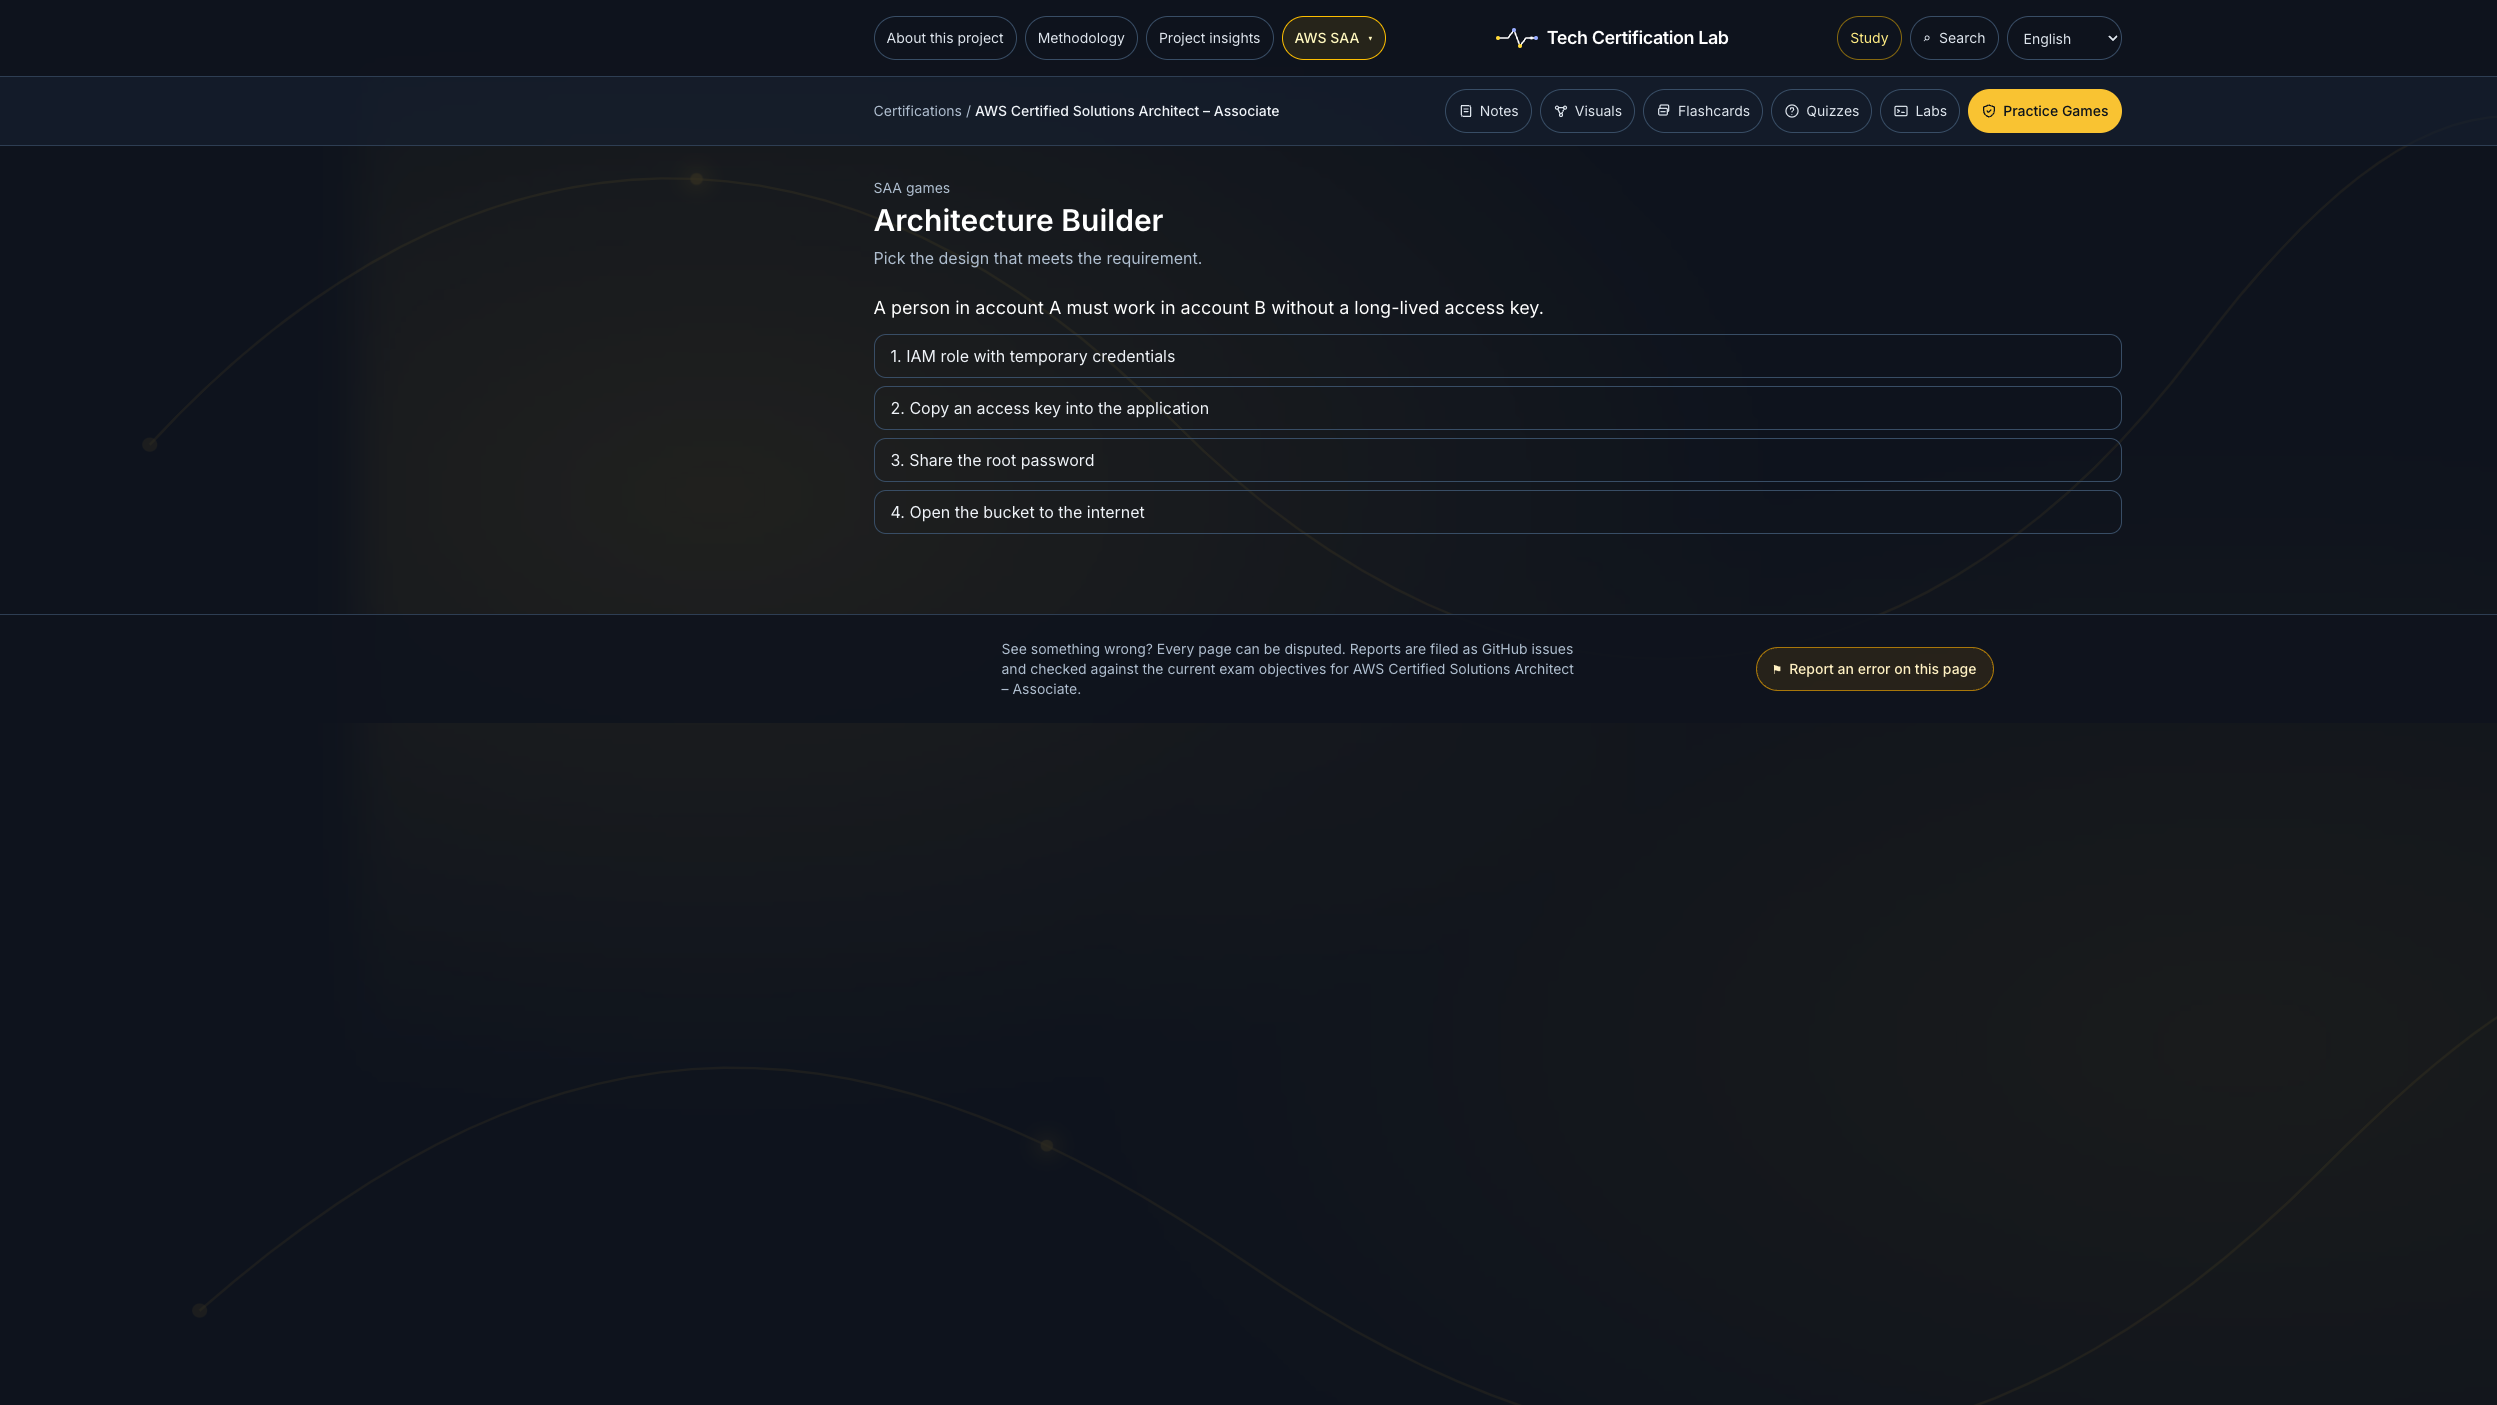 About this project
Methodology
Project insights
AWS SAA
Tech Certification Lab
Study
Search
English
Certifications / AWS Certified Solutions Architect – Associate
Notes
Visuals
Flashcards
Quizzes
Labs
Practice Games
SAA games
Architecture Builder
Pick the design that meets the requirement.
A person in account A must work in account B without a long-lived access key.
1. IAM role with temporary credentials
2. Copy an access key into the application
3. Share the root password
4. Open the bucket to the internet
See something wrong? Every page can be disputed. Reports are filed as GitHub issues
and checked against the current exam objectives for AWS Certified Solutions Architect
– Associate.
Report an error on this page